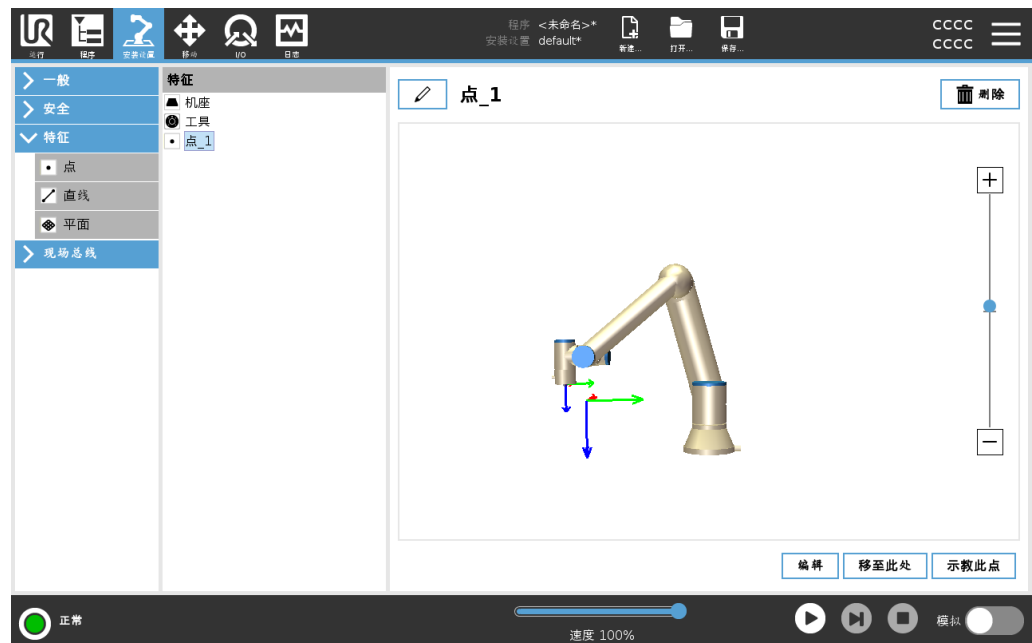 UR
运行
程序
安装设置
移动
I/O
日志
程序 <未命名>*
安装设置 default*
新建...
打开...
保存...
CCCC
CCCC
一般
安全
特征
点
直线
平面
现场总线
特征
机座
工具
点_1
点_1
删除
编辑
移至此处
示教此点
正常
速度 100%
模拟